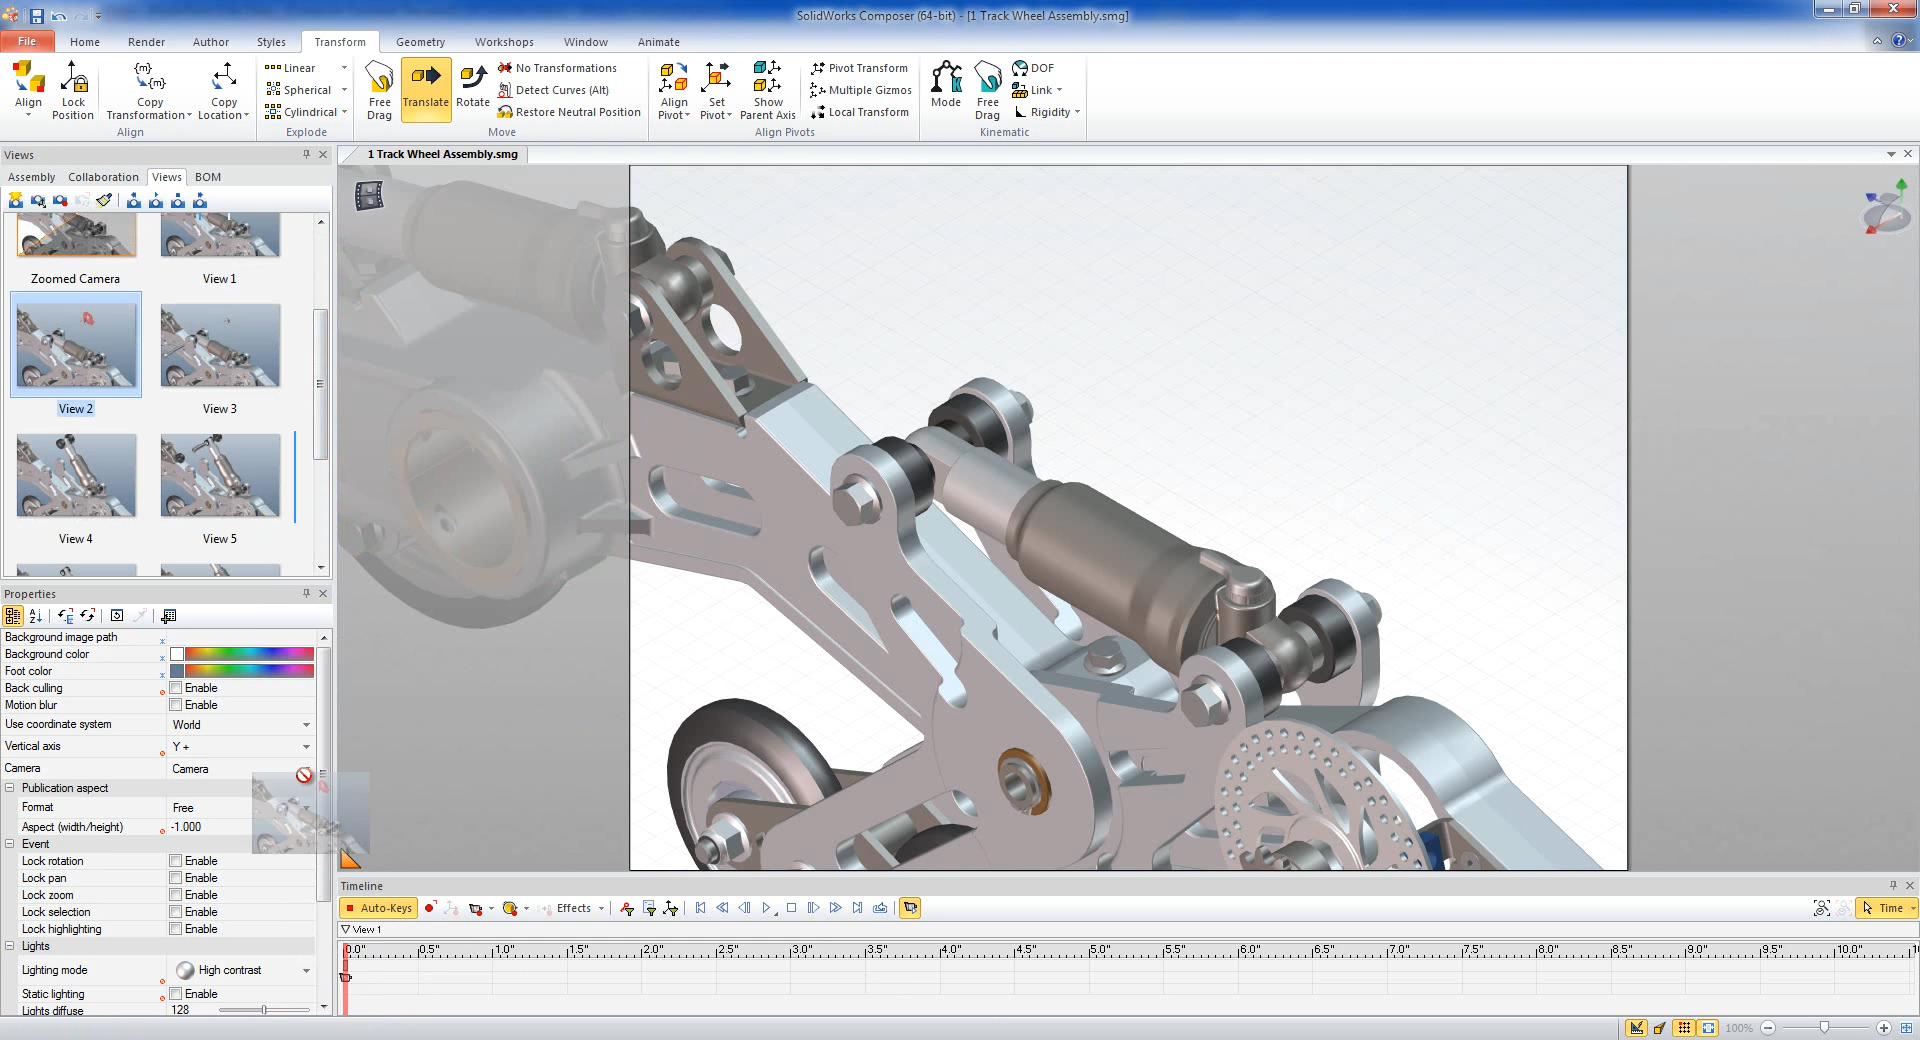 SolidWorks Composer (64-bit) - [1 Track Wheel Assembly.smg]
File Home Render Author Styles Transform Geometry Workshops Window Animate
Align
Lock Position
Copy Transformation
Copy Location
Align
Linear
Spherical
Cylindrical
Explode
Free Drag
Translate
Rotate
No Transformations
Detect Curves (Alt)
Restore Neutral Position
Move
Align Pivot
Set Pivot
Show Parent Axis
Pivot Transform
Multiple Gizmos
Local Transform
Align Pivots
Mode
Free Drag
DOF
Link
Rigidity
Kinematic
Views
1 Track Wheel Assembly.smg
Assembly Collaboration Views BOM
Zoomed Camera View 1
View 2 View 3
View 4 View 5
Properties
Background image path
Background color
Foot color
Back culling Enable
Motion blur Enable
Use coordinate system World
Vertical axis Y +
Camera Camera
Publication aspect
Format Free
Aspect (width/height) -1.000
Event
Lock rotation Enable
Lock pan Enable
Lock zoom Enable
Lock selection Enable
Lock highlighting Enable
Lights
Lighting mode High contrast
Static lighting Enable
Lights diffuse 128
Timeline
Auto-Keys Effects Time
View 1
0.0" 0.5" 1.0" 1.5" 2.0" 2.5" 3.0" 3.5" 4.0" 4.5" 5.0" 5.5" 6.0" 6.5" 7.0" 7.5" 8.0" 8.5" 9.0" 9.5" 10.0"
100%